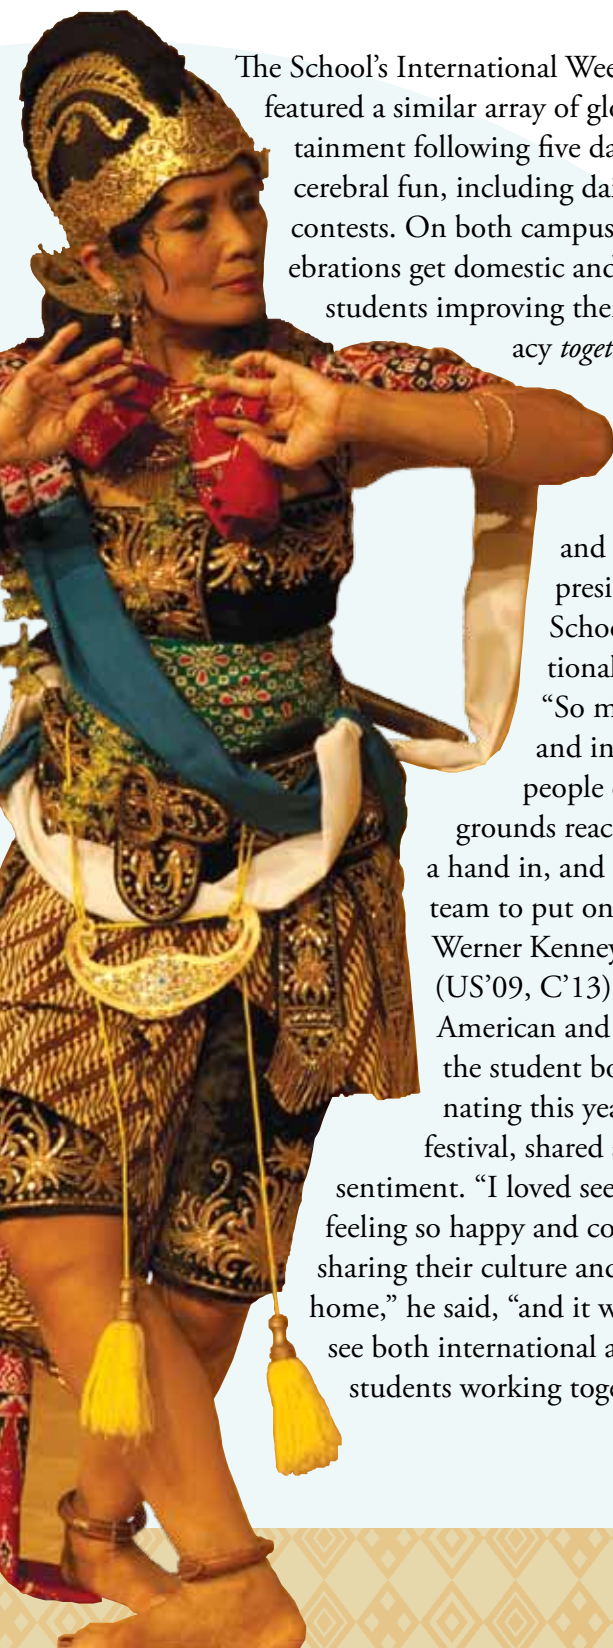 The School’s International Wee
featured a similar array of glo
tainment following five da
cerebral fun, including dai
contests. On both campus
ebrations get domestic and
students improving thei
acy toget
and
presi
Schoo
tional
“So m
and in
people
grounds reac
a hand in, and
team to put on
Werner Kenney
(US’09, C’13)
American and
the student bo
nating this yea
festival, shared
sentiment. “I loved see
feeling so happy and co
sharing their culture and
home,” he said, “and it w
see both international a
students working toge